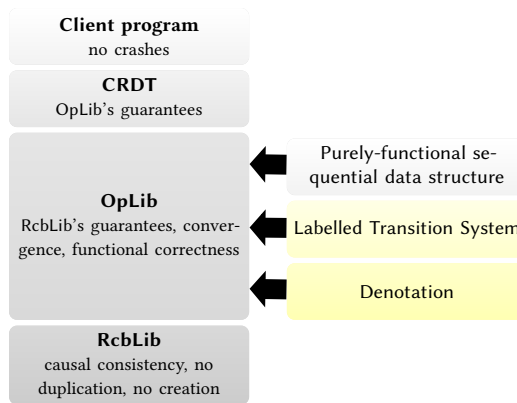 Client program
no crashes
CRDT
OpLib's guarantees
OpLib
RcbLib's guarantees, conver-
gence, functional correctness
Purely-functional se-
quential data structure
Labelled Transition System
Denotation
RcbLib
causal consistency, no
duplication, no creation